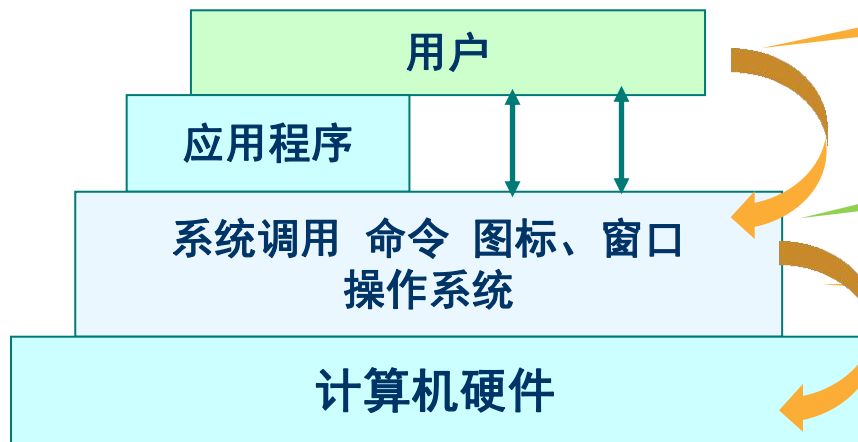 用户
应用程序
系统调用 命令 图标、窗口
操作系统
计算机硬件